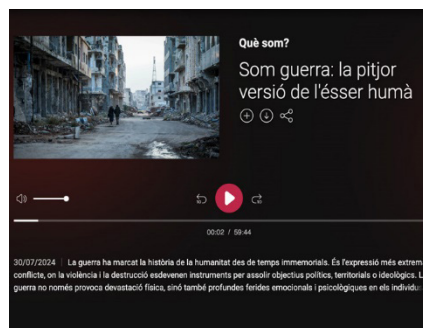 Què som?
Som guerra: la pitjor
versió de l'ésser humà
00:02 / 59:44
30/07/2024 | La guerra ha marcat la història de la humanitat des de temps immemorials. És l'expressió més extrem
conflicte, on la violència i la destrucció esdevenen instruments per assolir objectius polítics, territorials o ideològics. L
guerra no només provoca devastació física, sinó també profundes ferides emocionals i psicològiques en els individus